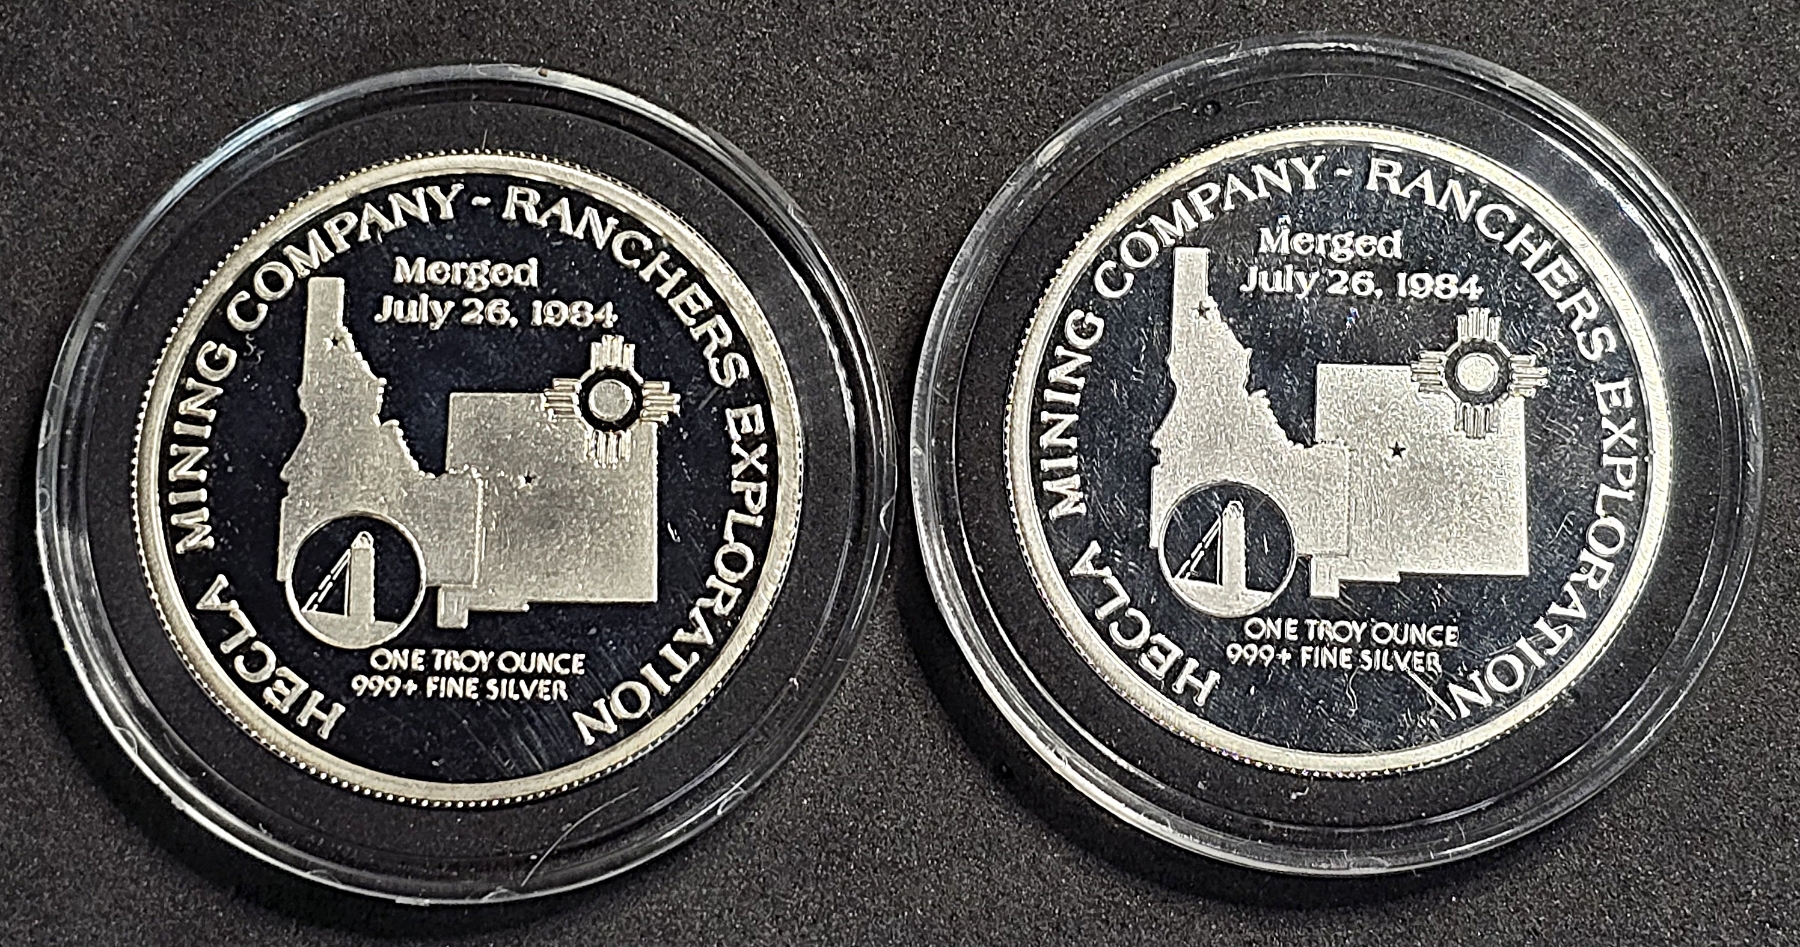 HECLA MINING COMPANY - RANCHERS EXPLORATION
Merged
July 26, 1984
ONE TROY OUNCE
999+ FINE SILVER
HECLA MINING COMPANY - RANCHERS EXPLORATION
Merged
July 26, 1984
ONE TROY OUNCE
999+ FINE SILVER